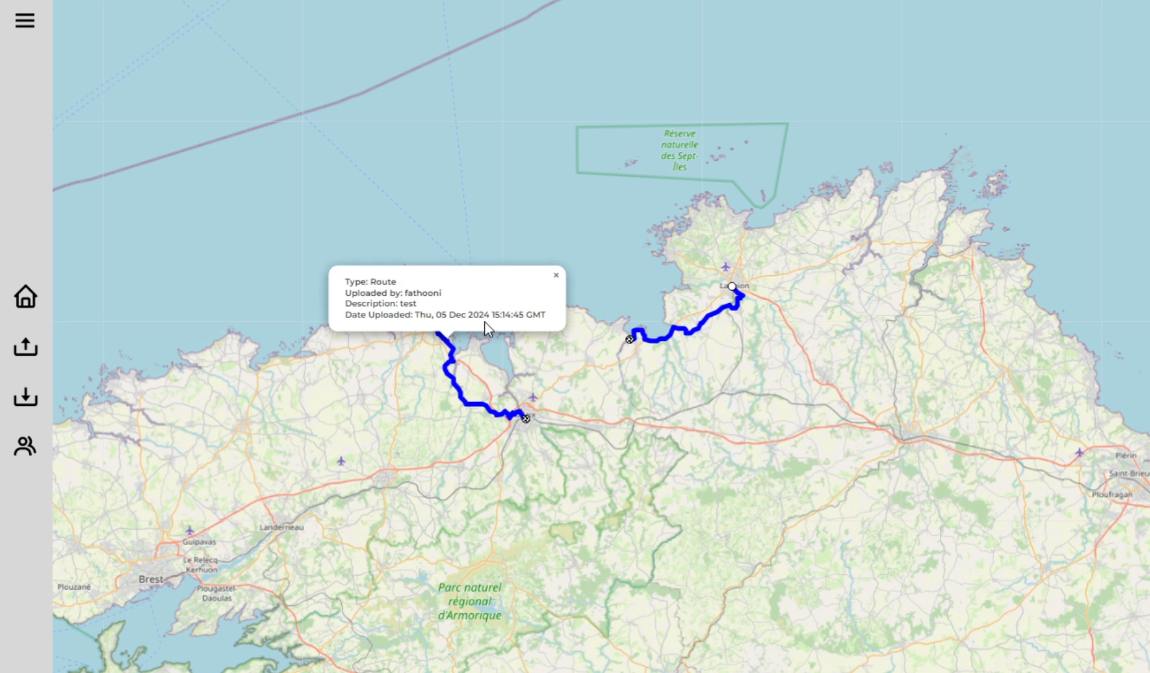 Réserve
naturelle
des Sept-
Îles
Type: Route
Uploaded by: fathooni
Description: test
Date Uploaded: Thu, 05 Dec 2024 15:14:45 GMT
×
Plérin
Saint-Brieu
Ploufragan
Landerneau
Guipavas
Le Relecq-
Kerhuon
Brest
Plouzané
Plougastel-
Daoulas
Parc naturel
régional
d'Armorique